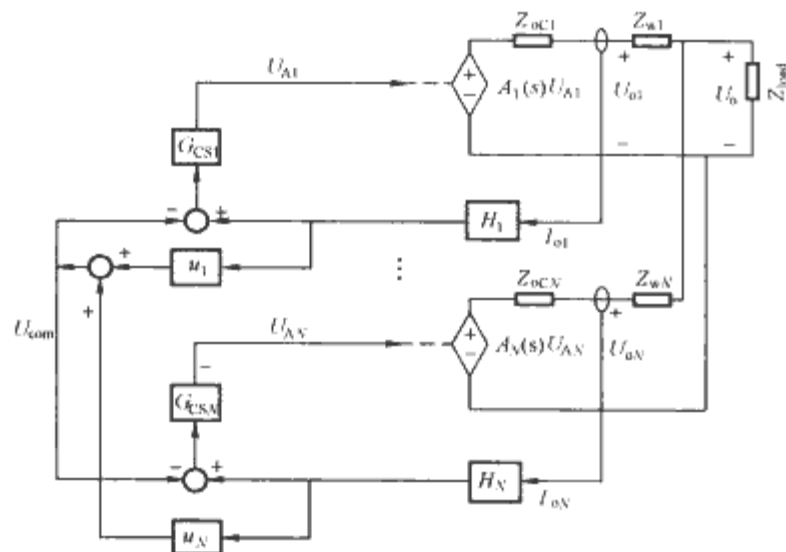 Z_oC1
Z_w1
U_A1
+
−
A_1(s)U_A1
+
U_o1
−
+
U_o
−
Z_load
G_CS1
−
+
H_1
I_o1
+
u_1
+
⋮
Z_oCN
Z_wN
U_com
U_AN
−
+
−
A_N(s)U_AN
+
U_oN
G_CSN
−
+
H_N
I_oN
u_N